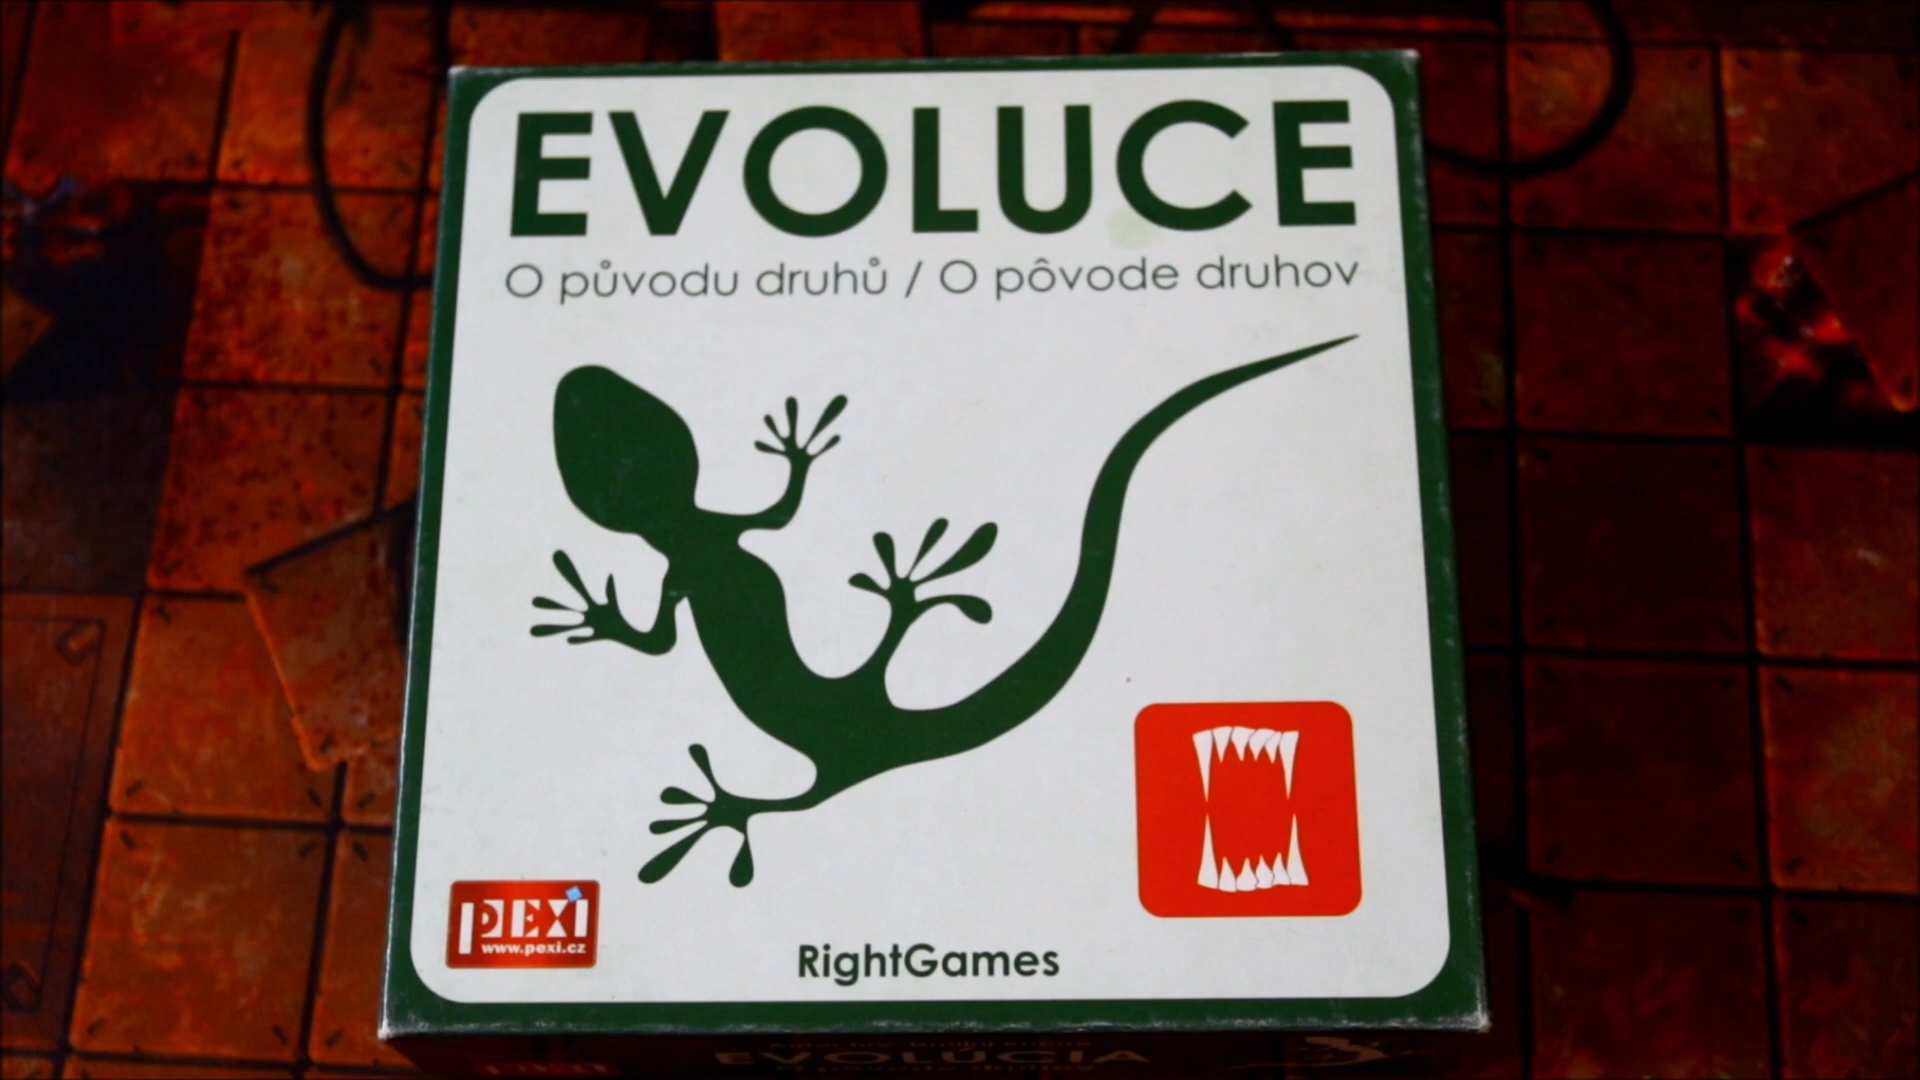 EVOLUCE
O původu druhů / O pôvode druhov
PEXI
www.pexi.cz
RightGames
EVOLÚCIA